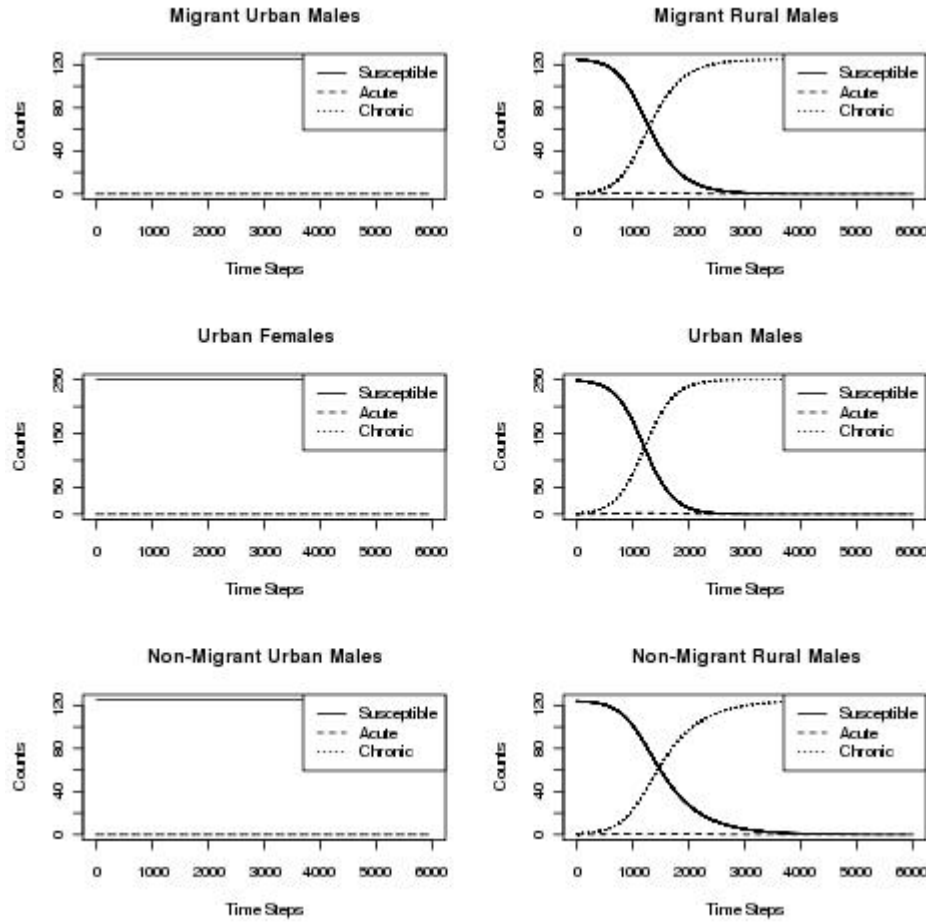 Migrant Urban Males
Counts
0 40 80 120
Susceptible
Acute
Chronic
0 1000 2000 3000 4000 5000 6000
Time Steps
Migrant Rural Males
Counts
0 40 80 120
Susceptible
Acute
Chronic
0 1000 2000 3000 4000 5000 6000
Time Steps
Urban Females
Counts
0 50 150 250
Susceptible
Acute
Chronic
0 1000 2000 3000 4000 5000 6000
Time Steps
Urban Males
Counts
0 50 150 250
Susceptible
Acute
Chronic
0 1000 2000 3000 4000 5000 6000
Time Steps
Non-Migrant Urban Males
Counts
0 40 80 120
Susceptible
Acute
Chronic
0 1000 2000 3000 4000 5000 6000
Time Steps
Non-Migrant Rural Males
Counts
0 40 80 120
Susceptible
Acute
Chronic
0 1000 2000 3000 4000 5000 6000
Time Steps